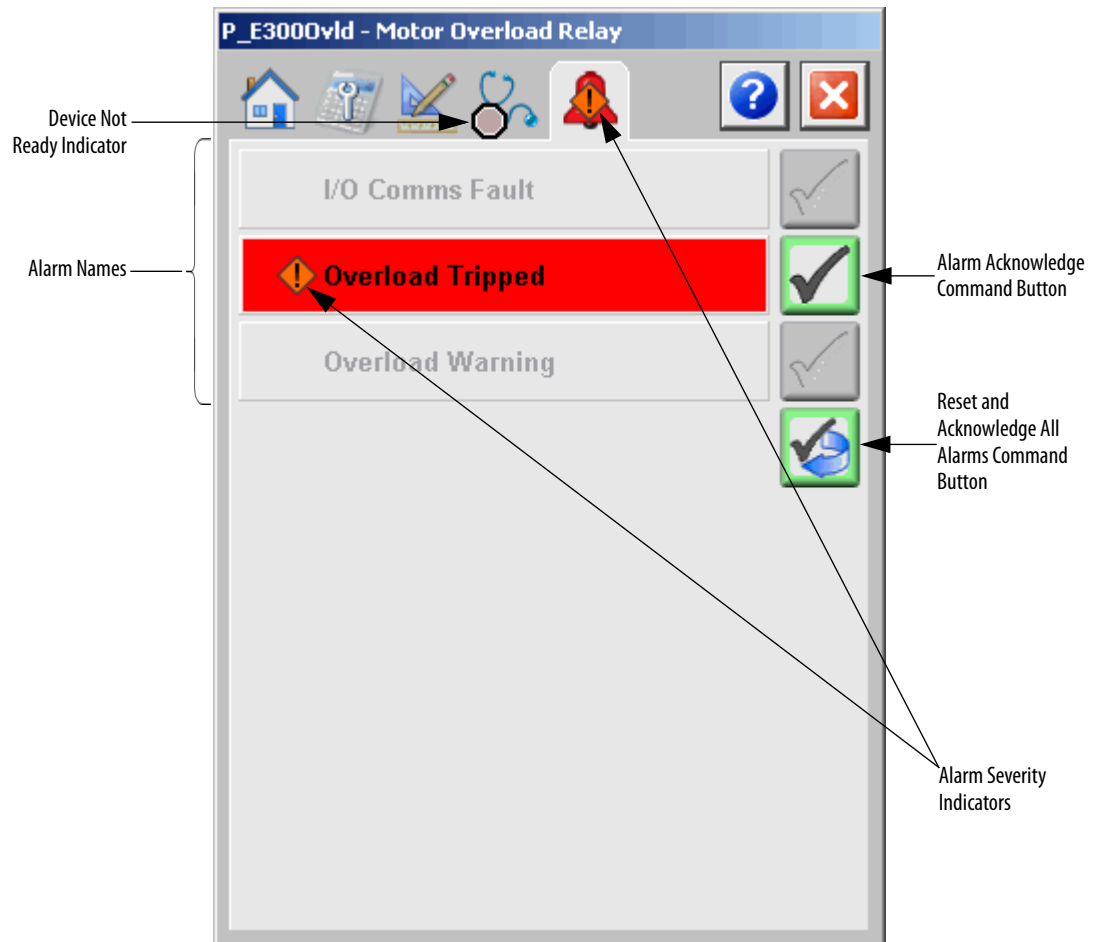 P_E300Ovld - Motor Overload Relay
Device Not
Ready Indicator
I/O Comms Fault
Alarm Names
Overload Tripped
Alarm Acknowledge
Command Button
Overload Warning
Reset and
Acknowledge All
Alarms Command
Button
Alarm Severity
Indicators